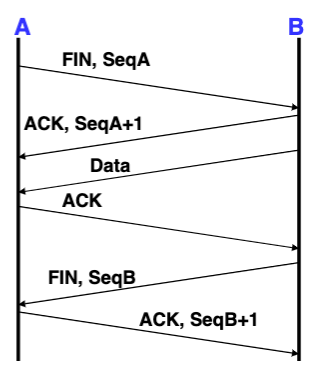 A
B
FIN, SeqA
ACK, SeqA+1
Data
ACK
FIN, SeqB
ACK, SeqB+1